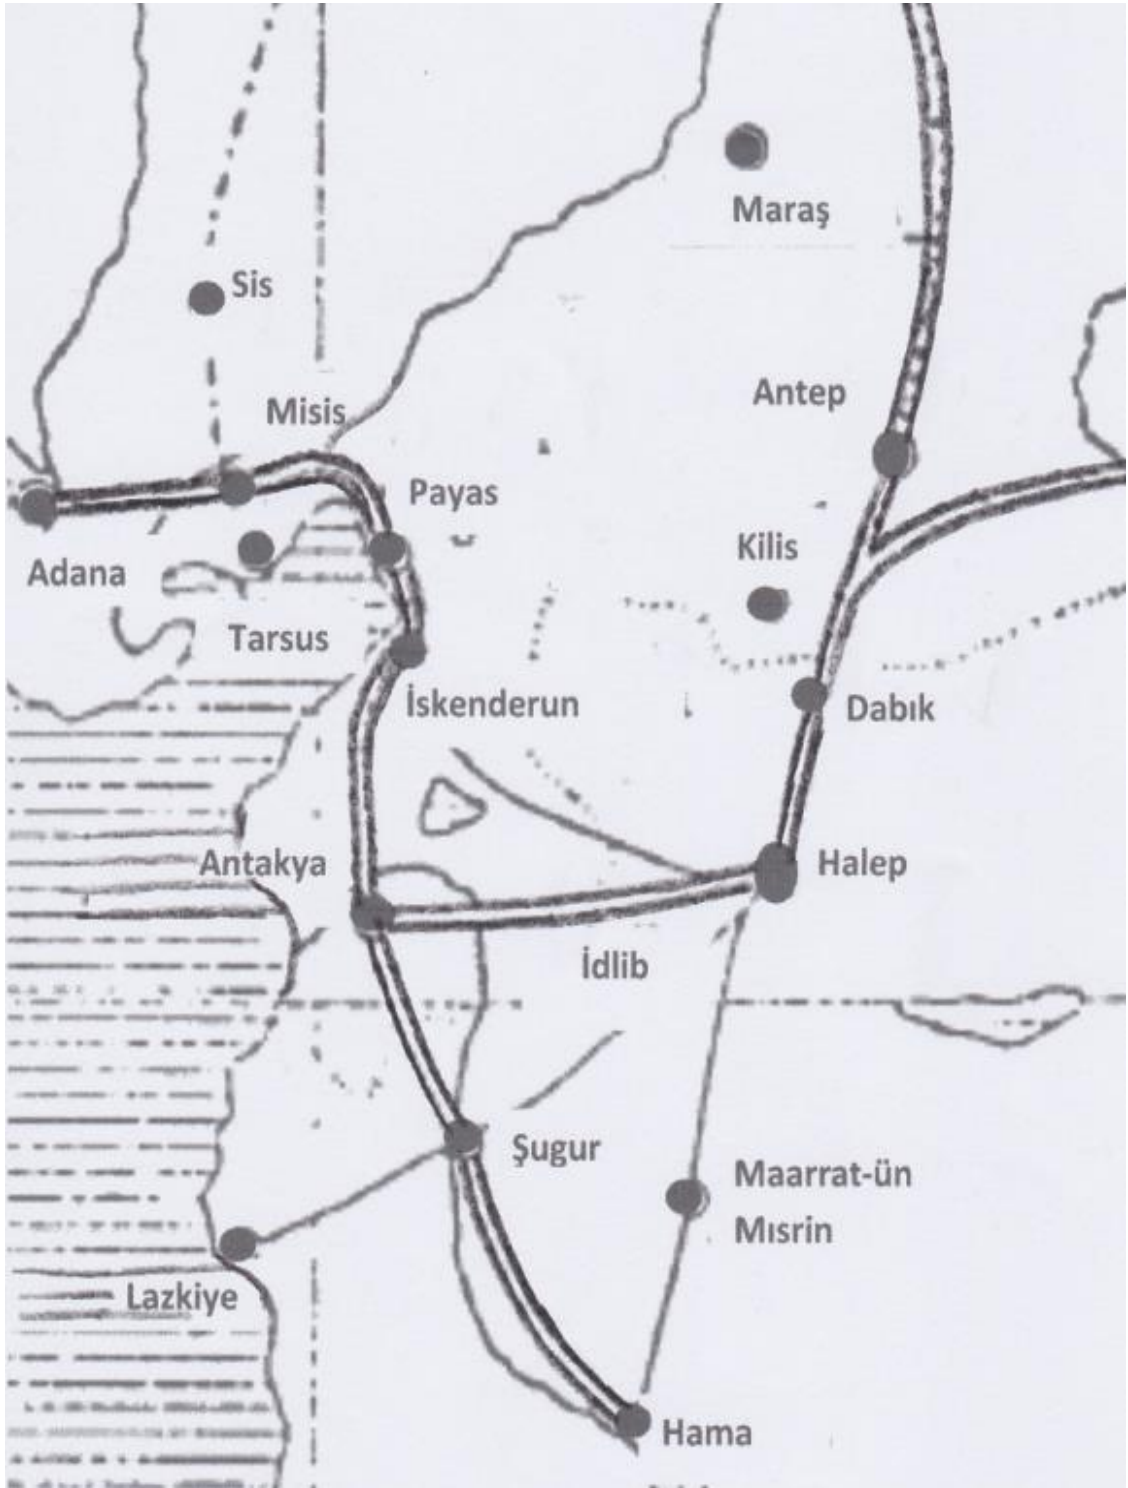 Maraş
Sis
Antep
Misis
Payas
Kilis
Adana
Tarsus
İskenderun
Dabık
Antakya
Halep
İdlib
Şugur
Maarrat-ün
Mısrin
Lazkiye
Hama